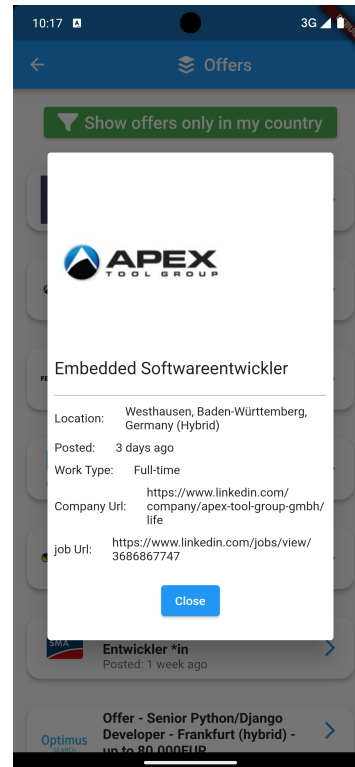 10:17 A 3G
Offers
Show offers only in my country
APEX
TOOL GROUP
Embedded Softwareentwickler
Location: Westhausen, Baden-Württemberg,
Germany (Hybrid)
Posted: 3 days ago
Work Type: Full-time
Company Url: https://www.linkedin.com/
company/apex-tool-group-gmbh/
life
job Url: https://www.linkedin.com/jobs/view/
3686867747
Close
SMA
Entwickler *in
Posted: 1 week ago
Optimus
SEARCH
Offer - Senior Python/Django
Developer - Frankfurt (hybrid) -
up to 80.000EUR